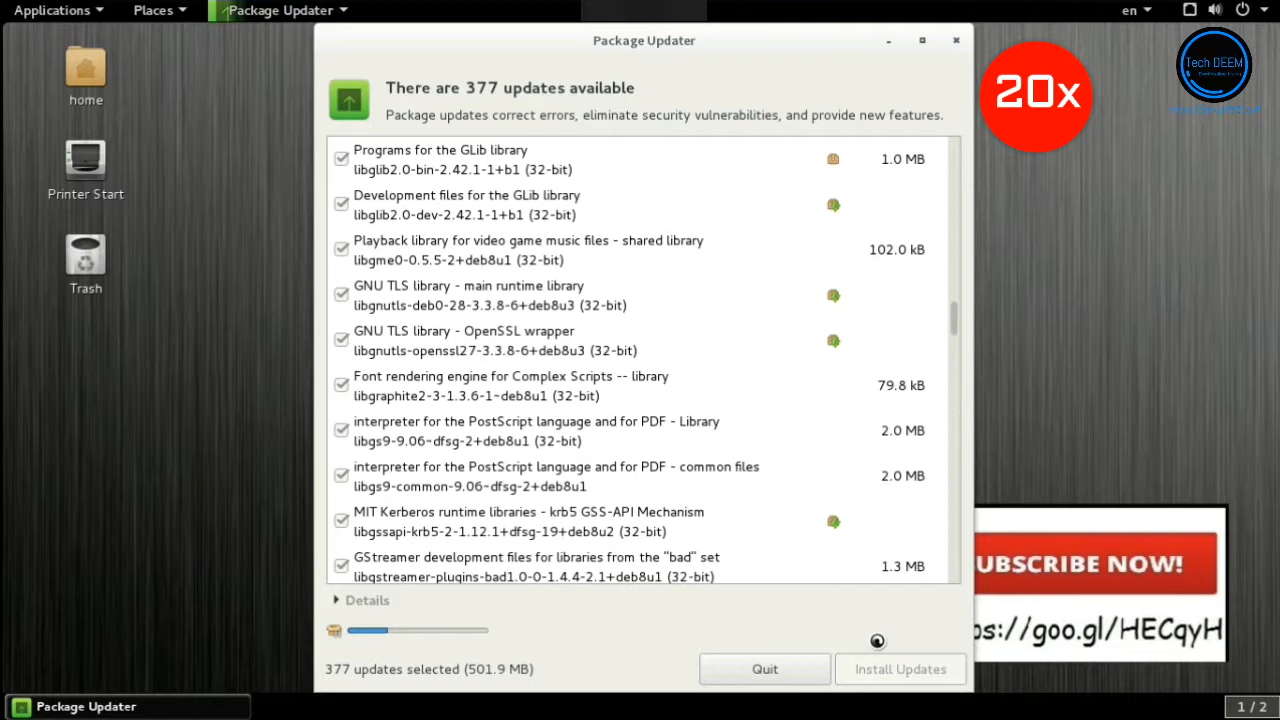 Applications
Places
Package Updater
en
Package Updater
home
Printer Start
Trash
There are 377 updates available
Package updates correct errors, eliminate security vulnerabilities, and provide new features.
Programs for the GLib library
libglib2.0-bin-2.42.1-1+b1 (32-bit)
1.0 MB
Development files for the GLib library
libglib2.0-dev-2.42.1-1+b1 (32-bit)
Playback library for video game music files - shared library
libgme0-0.5.5-2+deb8u1 (32-bit)
102.0 kB
GNU TLS library - main runtime library
libgnutls-deb0-28-3.3.8-6+deb8u3 (32-bit)
GNU TLS library - OpenSSL wrapper
libgnutls-openssl27-3.3.8-6+deb8u3 (32-bit)
Font rendering engine for Complex Scripts -- library
libgraphite2-3-1.3.6-1~deb8u1 (32-bit)
79.8 kB
interpreter for the PostScript language and for PDF - Library
libgs9-9.06~dfsg-2+deb8u1 (32-bit)
2.0 MB
interpreter for the PostScript language and for PDF - common files
libgs9-common-9.06~dfsg-2+deb8u1
2.0 MB
MIT Kerberos runtime libraries - krb5 GSS-API Mechanism
libgssapi-krb5-2-1.12.1+dfsg-19+deb8u2 (32-bit)
GStreamer development files for libraries from the "bad" set
libgstreamer-plugins-bad1.0-0-1.4.4-2.1+deb8u1 (32-bit)
1.3 MB
Details
377 updates selected (501.9 MB)
Quit
Install Updates
20x
Tech DEEM
UBSCRIBE NOW!
os://goo.gl/HECqyH
Package Updater
1 / 2